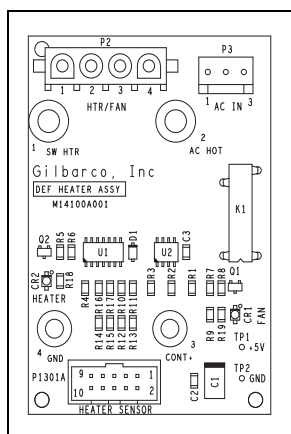 P2
P3
1 2 3 4
HTR/FAN
1 AC IN 3
1 SW HTR
2 AC HOT
Gilbarco, Inc
DEF HEATER ASSY
M14100A001
K1
Q2 R5 R6
U1 D1 U2 C3
CR2 R18
HEATER
R4 R16 R17 R10 R11 R3 R2 R1 R7 R8 Q1
CR1 FAN
R14 R15 R12 R13
R9 R19
4 GND
3 CONT+
TP1
+5V
TP2
GND
P1301A
9 1
10 2
HEATER SENSOR
C2 C1